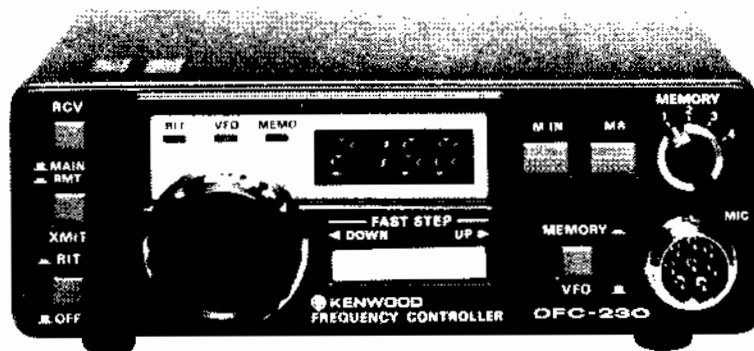 RCV
MAIN
RMT
XMIT
RIT
OFF
RIT VFO MEMO
FAST STEP
DOWN UP
KENWOOD
FREQUENCY CONTROLLER
DFC-230
M IN MR
MEMORY
1 2 3 4
MEMORY
VFO
MIC